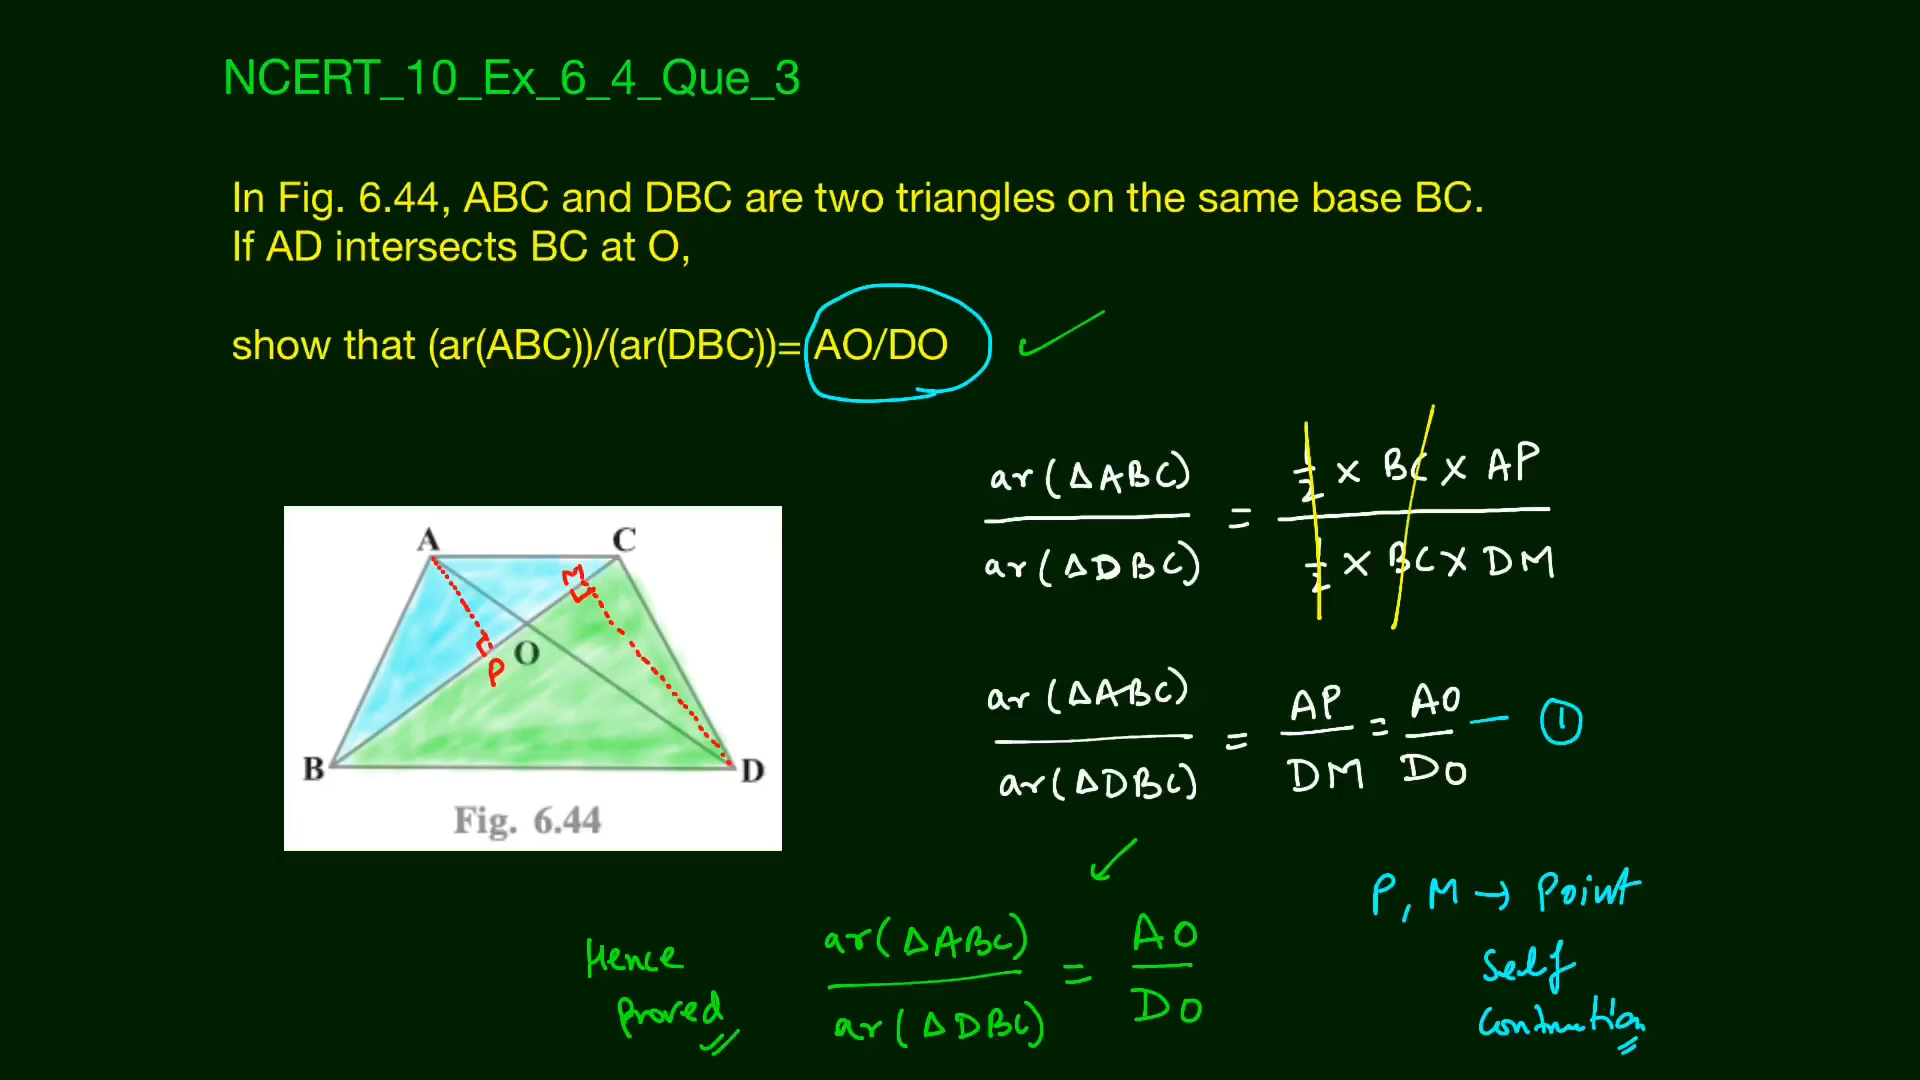 NCERT_10_Ex_6_4_Que_3
In Fig. 6.44, ABC and DBC are two triangles on the same base BC.
If AD intersects BC at O,
show that (ar(ABC))/(ar(DBC))= AO/DO
ar(ΔABC) = 1/2 × BC × AP
ar(ΔDBC) 1/2 × BC × DM
A C
M
O
P
B D
Fig. 6.44
ar(ΔABC) = AP = AO — 1
ar(ΔDBC) DM DO
P, M → Point
Self
Hence
proved
ar(ΔABC) = AO
ar(ΔDBC) DO